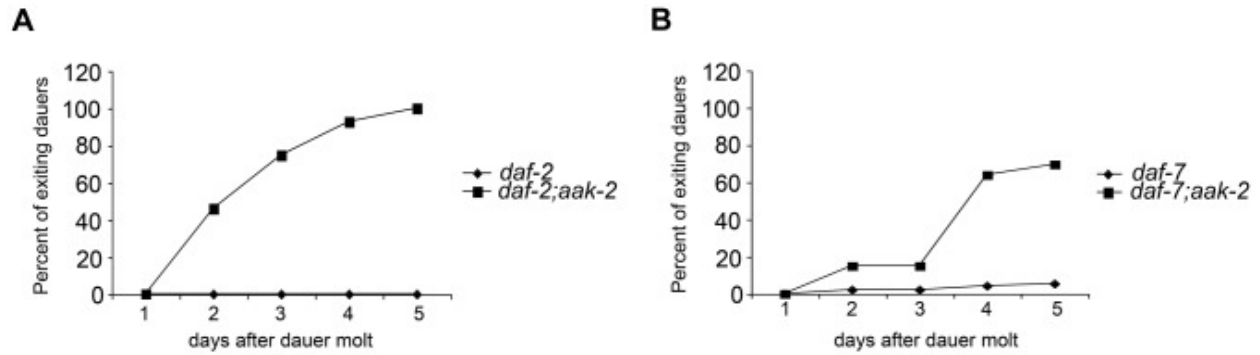 A
Percent of exiting dauers
120
100
80
60
40
20
0
1 2 3 4 5
days after dauer molt
daf-2
daf-2;aak-2
B
Percent of exiting dauers
120
100
80
60
40
20
0
1 2 3 4 5
days after dauer molt
daf-7
daf-7;aak-2